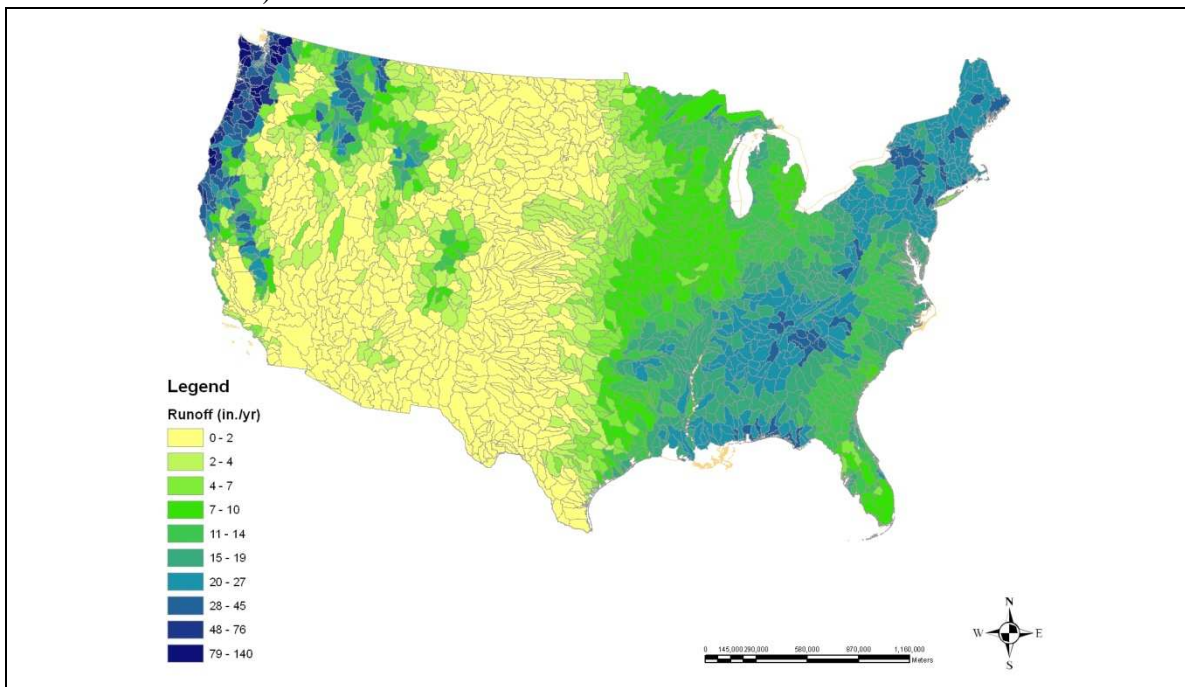 Legend
Runoff (in./yr)
0 - 2
2 - 4
4 - 7
7 - 10
11 - 14
15 - 19
20 - 27
28 - 45
48 - 76
79 - 140
N
W E
S
0 145,000 290,000 580,000 870,000 1,160,000
Meters